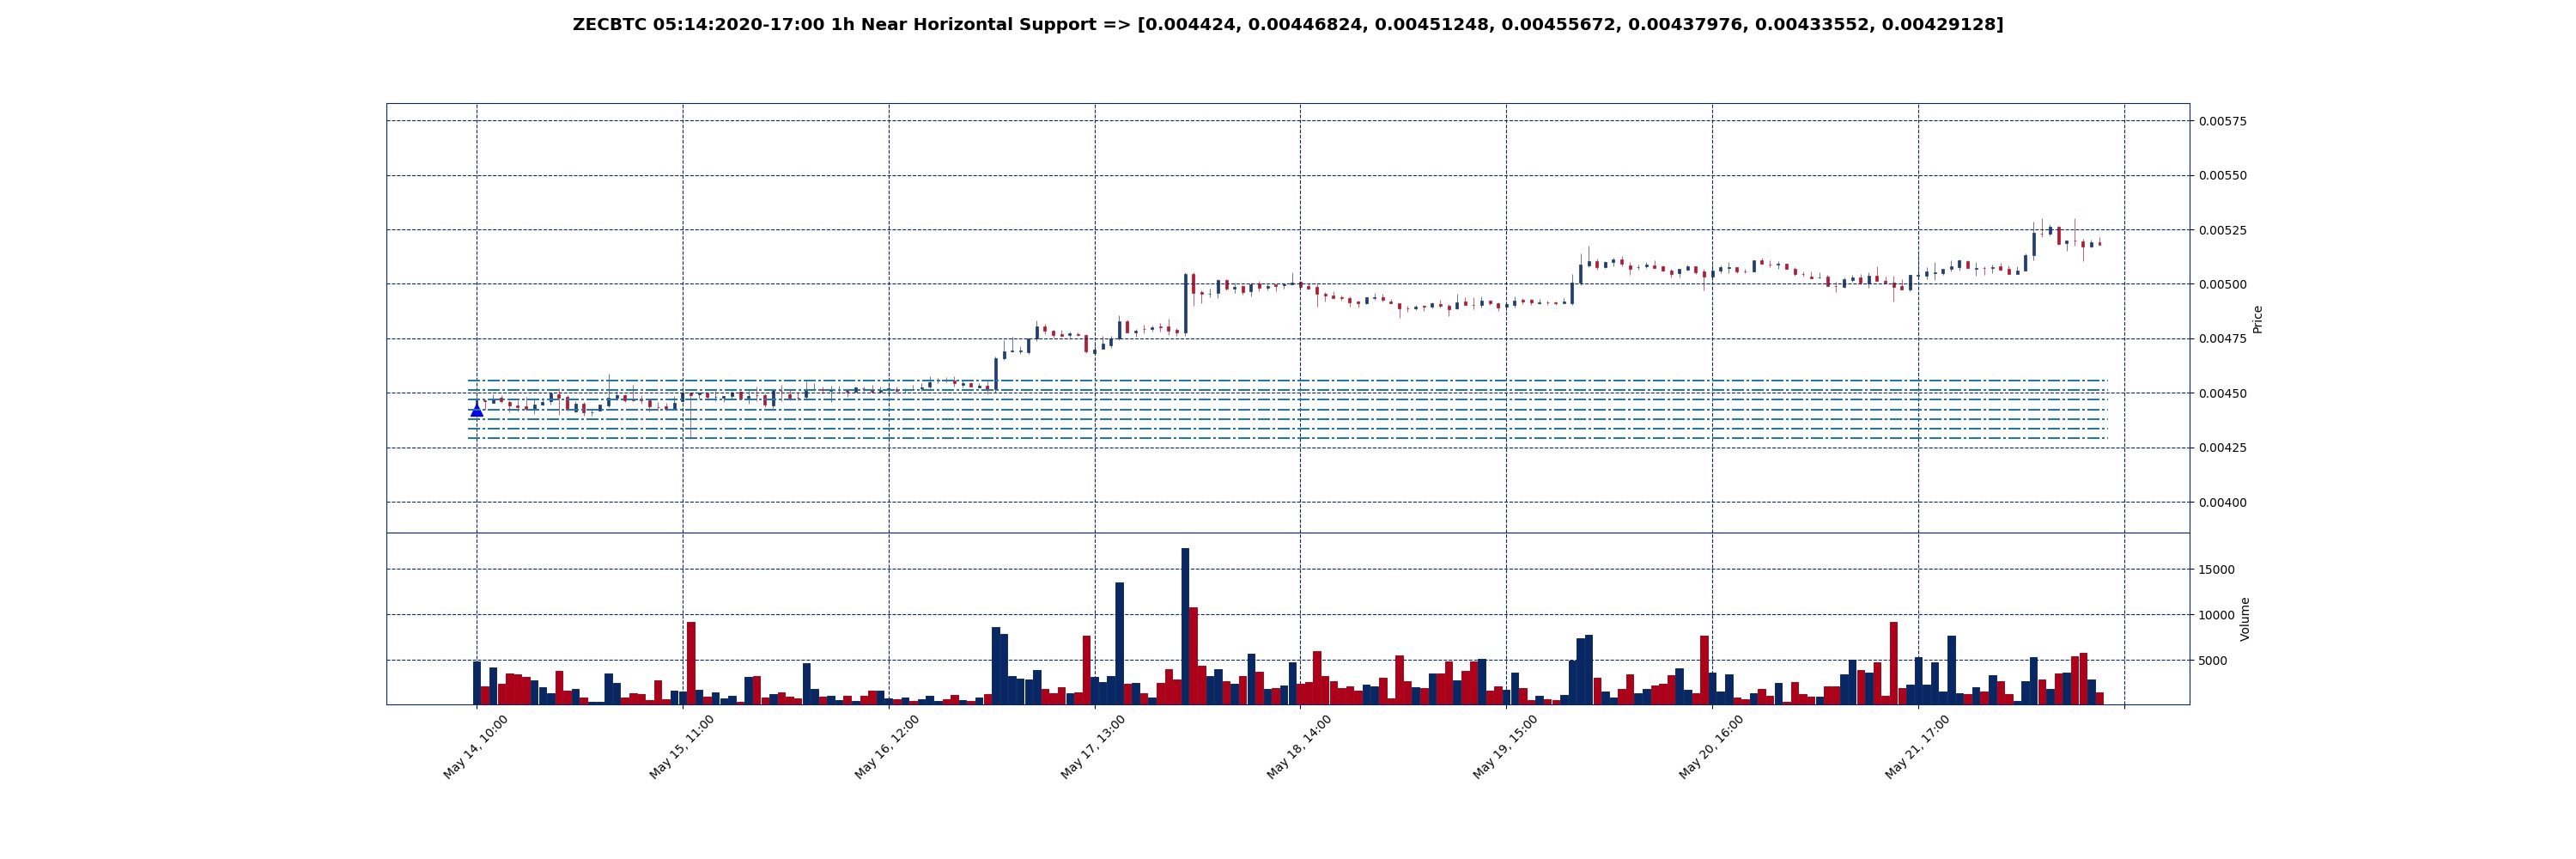 ZECBTC 05:14:2020-17:00 1h Near Horizontal Support => [0.004424, 0.00446824, 0.00451248, 0.00455672, 0.00437976, 0.00433552, 0.00429128]
0.00575
0.00550
0.00525
0.00500
0.00475
0.00450
0.00425
0.00400
Price
15000
10000
5000
Volume
May 14, 10:00
May 15, 11:00
May 16, 12:00
May 17, 13:00
May 18, 14:00
May 19, 15:00
May 20, 16:00
May 21, 17:00